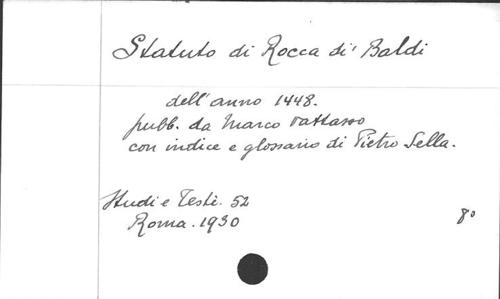 Statuto di Rocca di' Baldi
dell'anno 1448.
pubb. da Marco Vattasso
con indice e glossario di Pietro Sella.
Studi e Testi. 52
Roma. 1930
8°